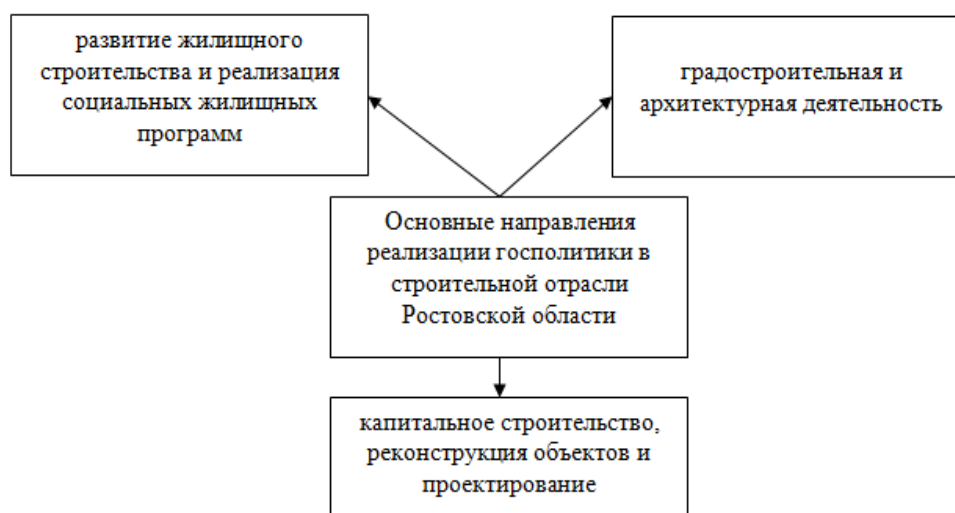 развитие жилищного
строительства и реализация
социальных жилищных
программ
градостроительная и
архитектурная деятельность
Основные направления
реализации госполитики в
строительной отрасли
Ростовской области
капитальное строительство,
реконструкция объектов и
проектирование